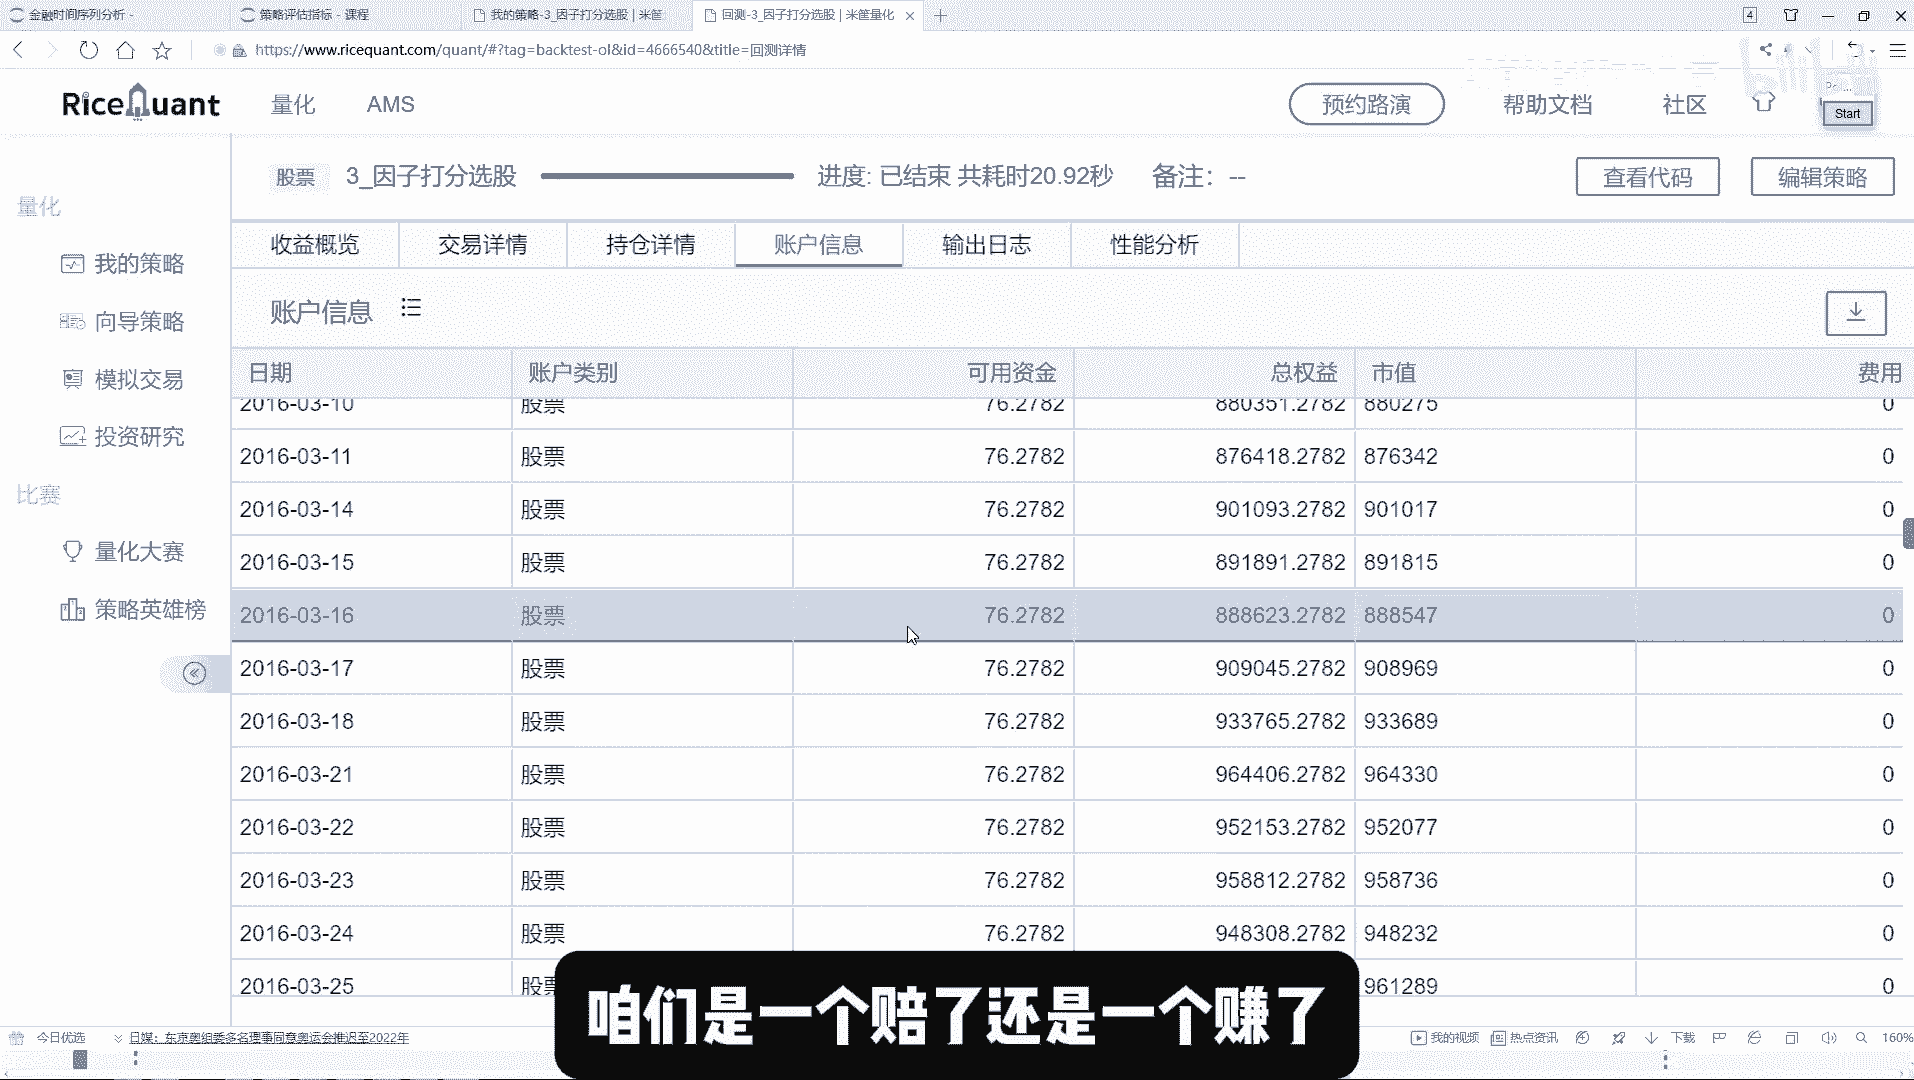 金融时间序列分析 -
策略评估指标 - 课程
我的策略-3_因子打分选股 | 米筐
回测-3_因子打分选股 | 米筐量化
4
https://www.ricequant.com/quant/#?tag=backtest-ol&id=4666540&title=回测详情
RiceQuant
量化
AMS
预约路演
帮助文档
社区
Start
股票
3_因子打分选股
进度: 已结束 共耗时20.92秒
备注: --
查看代码
编辑策略
量化
我的策略
向导策略
模拟交易
投资研究
比赛
量化大赛
策略英雄榜
收益概览 交易详情 持仓详情 账户信息 输出日志 性能分析
账户信息
日期 账户类别 可用资金 总权益 市值 费用
2016-03-10 股票 76.2782 880351.2782 880275 0
2016-03-11 股票 76.2782 876418.2782 876342 0
2016-03-14 股票 76.2782 901093.2782 901017 0
2016-03-15 股票 76.2782 891891.2782 891815 0
2016-03-16 股票 76.2782 888623.2782 888547 0
2016-03-17 股票 76.2782 909045.2782 908969 0
2016-03-18 股票 76.2782 933765.2782 933689 0
2016-03-21 股票 76.2782 964406.2782 964330 0
2016-03-22 股票 76.2782 952153.2782 952077 0
2016-03-23 股票 76.2782 958812.2782 958736 0
2016-03-24 股票 76.2782 948308.2782 948232 0
2016-03-25 股票 961289 0
咱们是一个赔了还是一个赚了
今日优选
日媒：东京奥组委多名理事同意奥运会推迟至2022年
我的视频
热点资讯
下载
160%